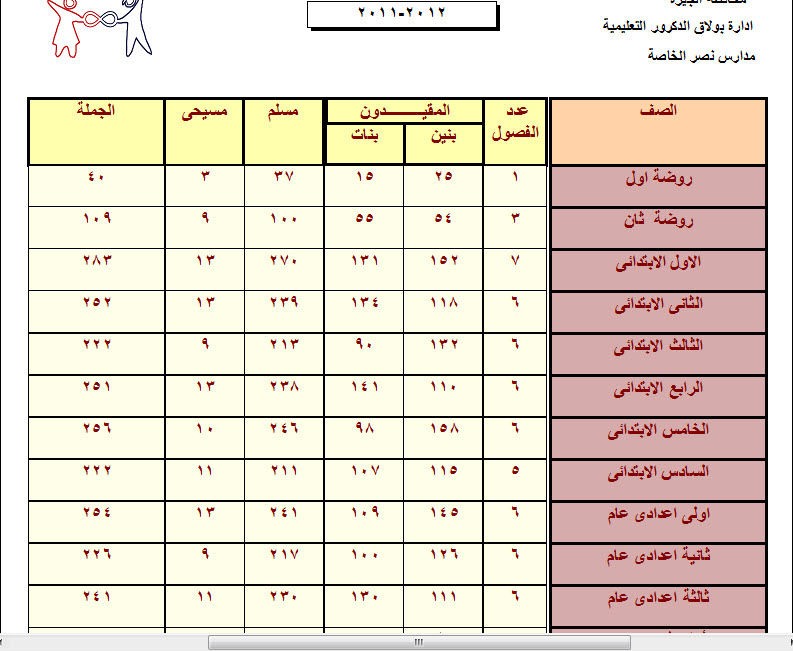 ٢٠١١-٢٠١٢
ادارة بولاق الدكرور التعليمية
مدارس نصر الخاصة
الصف عدد الفصول المقيـــــــدون مسلم مسيحى الجملة
بنين بنات
روضة اول ١ ٢٥ ١٥ ٣٧ ٣ ٤٠
روضة ثان ٣ ٥٤ ٥٥ ١٠٠ ٩ ١٠٩
الاول الابتدائى ٧ ١٥٢ ١٣١ ٢٧٠ ١٣ ٢٨٣
الثانى الابتدائى ٦ ١١٨ ١٣٤ ٢٣٩ ١٣ ٢٥٢
الثالث الابتدائى ٦ ١٣٢ ٩٠ ٢١٣ ٩ ٢٢٢
الرابع الابتدائى ٦ ١١٠ ١٤١ ٢٣٨ ١٣ ٢٥١
الخامس الابتدائى ٦ ١٥٨ ٩٨ ٢٤٦ ١٠ ٢٥٦
السادس الابتدائى ٥ ١١٥ ١٠٧ ٢١١ ١١ ٢٢٢
اولى اعدادى عام ٦ ١٤٥ ١٠٩ ٢٤١ ١٣ ٢٥٤
ثانية اعدادى عام ٦ ١٢٦ ١٠٠ ٢١٧ ٩ ٢٢٦
ثالثة اعدادى عام ٦ ١١١ ١�٠ ٢٣٠ ١١ ٢٤١